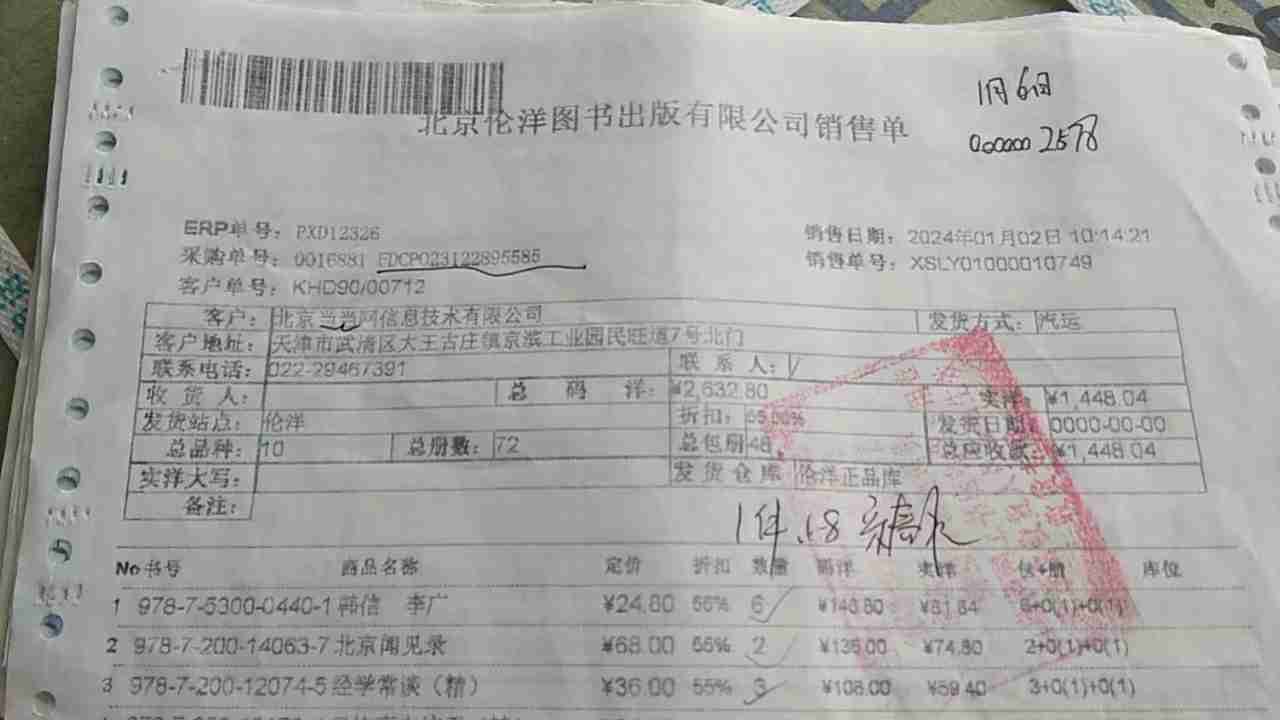 1月6日
北京伦洋图书出版有限公司销售单
0000002578
ERP单号: PXD12326
销售日期: 2024年01月02日 10:14:21
采购单号: 0016881 EDCPO23122895585
销售单号: XSLY01000010749
客户单号: KHD90/00712
客户: 北京当当网信息技术有限公司 发货方式: 汽运
客户地址: 天津市武清区大王古庄镇京滨工业园民旺道7号北门
联系电话: 022-29467391 联系人:
收货人: 总码洋: ¥2,632.80 实洋: ¥1,448.04
发货站点: 伦洋 折扣: 55.00% 发货日期: 0000-00-00
总品种: 10 总册数: 72 总包册 48 总应收款: ¥1,448.04
实洋大写: 发货仓库 伦洋正品库
备注:
1件.18
No 书号 商品名称 定价 折扣 数量 码洋 实洋 包+册 库位
1 978-7-5300-0440-1 韩信 李广 ¥24.80 55% 6 ¥148.80 ¥81.84 6+0(1)+0(1)
2 978-7-200-14063-7 北京闻见录 ¥68.00 55% 2 ¥136.00 ¥74.80 2+0(1)+0(1)
3 978-7-200-12074-5 经学常谈（精） ¥36.00 55% 3 ¥108.00 ¥59.40 3+0(1)+0(1)